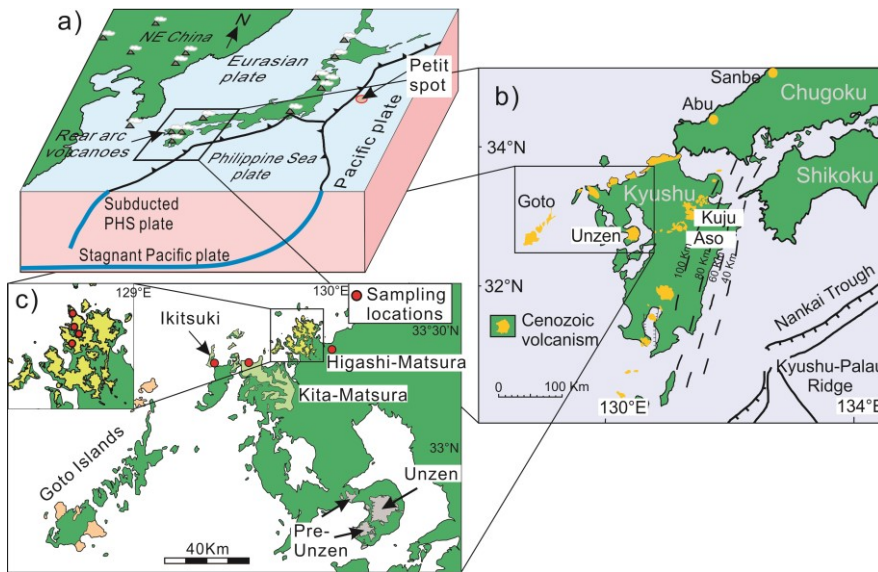 a)
N
NE China
Eurasian
plate
Petit
spot
Rear arc
volcanoes
Philippine Sea
plate
Pacific plate
Subducted
PHS plate
Stagnant Pacific plate
b)
Sanbe
Chugoku
Abu
34°N
Shikoku
Kyushu
Goto
Kuju
Unzen
Aso
100 Km
80 Km
60 Km
40 Km
32°N
Cenozoic
volcanism
Nankai Trough
0
100 Km
Kyushu-Palau
Ridge
130°E
134°E
c)
129°E
130°E
Sampling
locations
Ikitsuki
33°30'N
Higashi-Matsura
Kita-Matsura
33°N
Goto Islands
Unzen
Pre-
Unzen
40Km